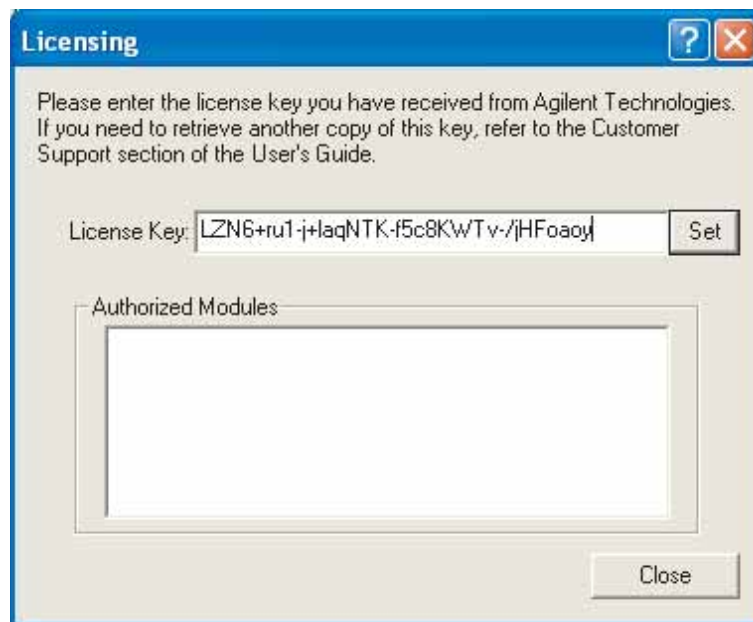 Licensing
Please enter the license key you have received from Agilent Technologies.
If you need to retrieve another copy of this key, refer to the Customer
Support section of the User's Guide.
License Key: LZN6+ru1-j+IaqNTK-f5c8KWTv-/jHFoaoy Set
Authorized Modules
Close